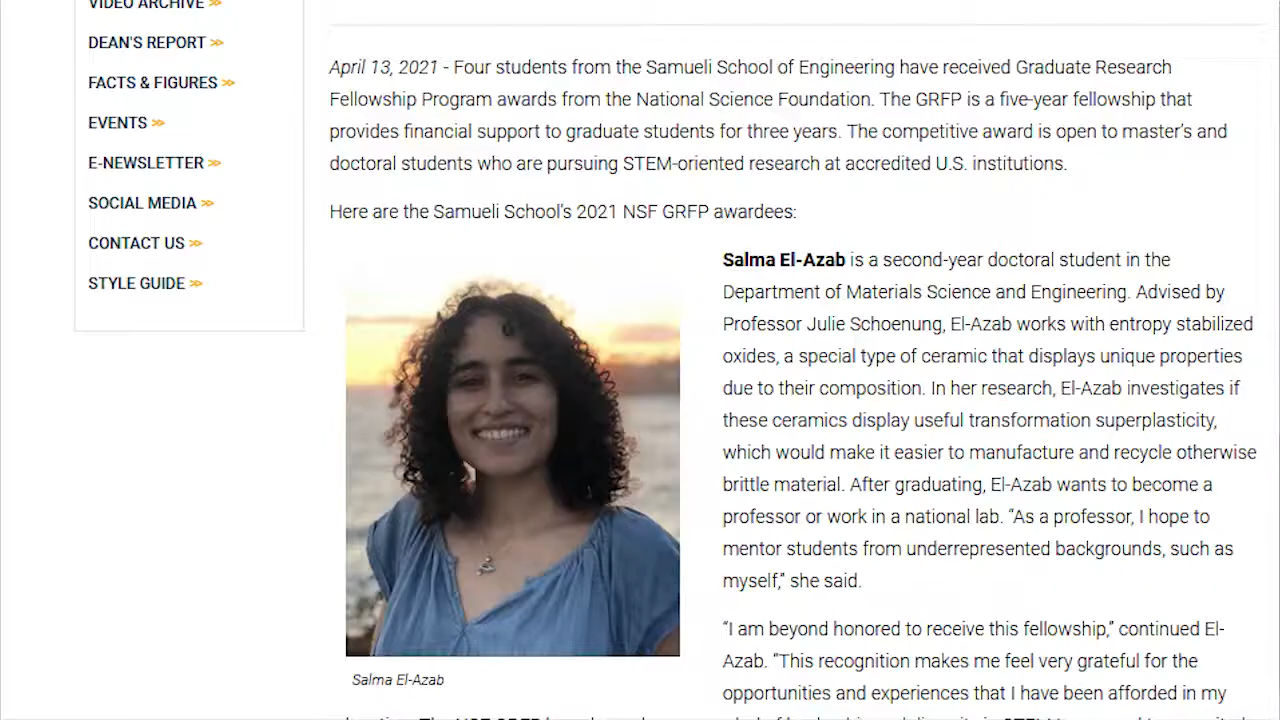 VIDEO ARCHIVE >>
DEAN'S REPORT >>
FACTS & FIGURES >>
EVENTS >>
E-NEWSLETTER >>
SOCIAL MEDIA >>
CONTACT US >>
STYLE GUIDE >>
April 13, 2021 - Four students from the Samueli School of Engineering have received Graduate Research
Fellowship Program awards from the National Science Foundation. The GRFP is a five-year fellowship that
provides financial support to graduate students for three years. The competitive award is open to master's and
doctoral students who are pursuing STEM-oriented research at accredited U.S. institutions.
Here are the Samueli School's 2021 NSF GRFP awardees:
Salma El-Azab is a second-year doctoral student in the
Department of Materials Science and Engineering. Advised by
Professor Julie Schoenung, El-Azab works with entropy stabilized
oxides, a special type of ceramic that displays unique properties
due to their composition. In her research, El-Azab investigates if
these ceramics display useful transformation superplasticity,
which would make it easier to manufacture and recycle otherwise
brittle material. After graduating, El-Azab wants to become a
professor or work in a national lab. “As a professor, I hope to
mentor students from underrepresented backgrounds, such as
myself,” she said.
“I am beyond honored to receive this fellowship,” continued El-
Azab. “This recognition makes me feel very grateful for the
opportunities and experiences that I have been afforded in my
Salma El-Azab